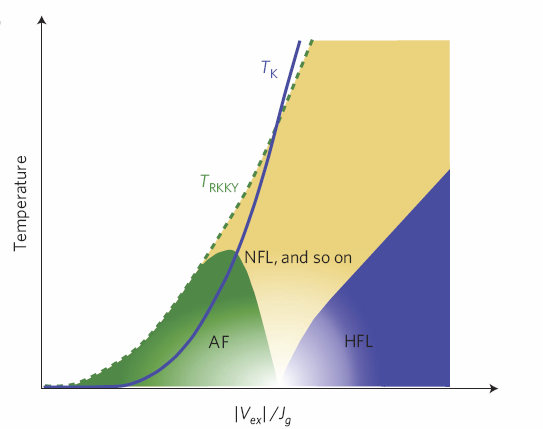 T_K
T_RKKY
Temperature
NFL, and so on
AF
HFL
|V_ex|/J_g